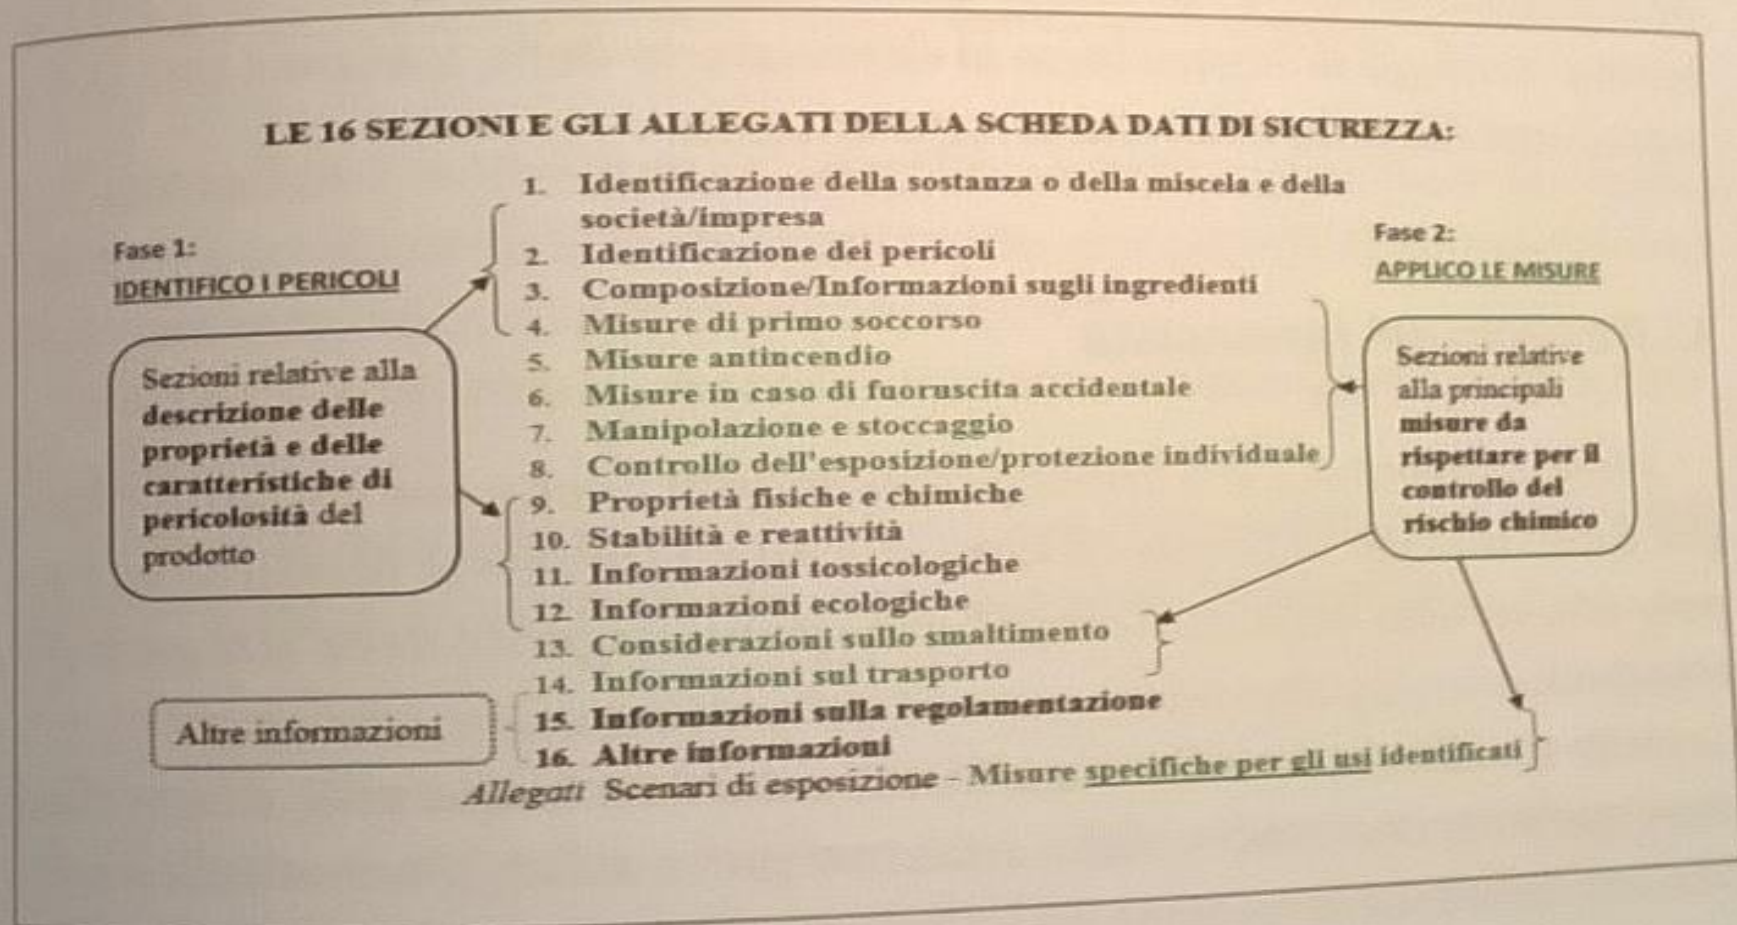 LE 16 SEZIONI E GLI ALLEGATI DELLA SCHEDA DATI DI SICUREZZA:
Fase 1:
IDENTIFICO I PERICOLI
Sezioni relative alla
descrizione delle
proprietà e delle
caratteristiche di
pericolosità del
prodotto
1. Identificazione della sostanza o della miscela e della
società/impresa
2. Identificazione dei pericoli
3. Composizione/Informazioni sugli ingredienti
4. Misure di primo soccorso
5. Misure antincendio
6. Misure in caso di fuoruscita accidentale
7. Manipolazione e stoccaggio
8. Controllo dell'esposizione/protezione individuale
9. Proprietà fisiche e chimiche
10. Stabilità e reattività
11. Informazioni tossicologiche
12. Informazioni ecologiche
13. Considerazioni sullo smaltimento
14. Informazioni sul trasporto
15. Informazioni sulla regolamentazione
16. Altre informazioni
Allegati Scenari di esposizione - Misure specifiche per gli usi identificati
Fase 2:
APPLICO LE MISURE
Sezioni relative
alla principali
misure da
rispettare per il
controllo del
rischio chimico
Altre informazioni